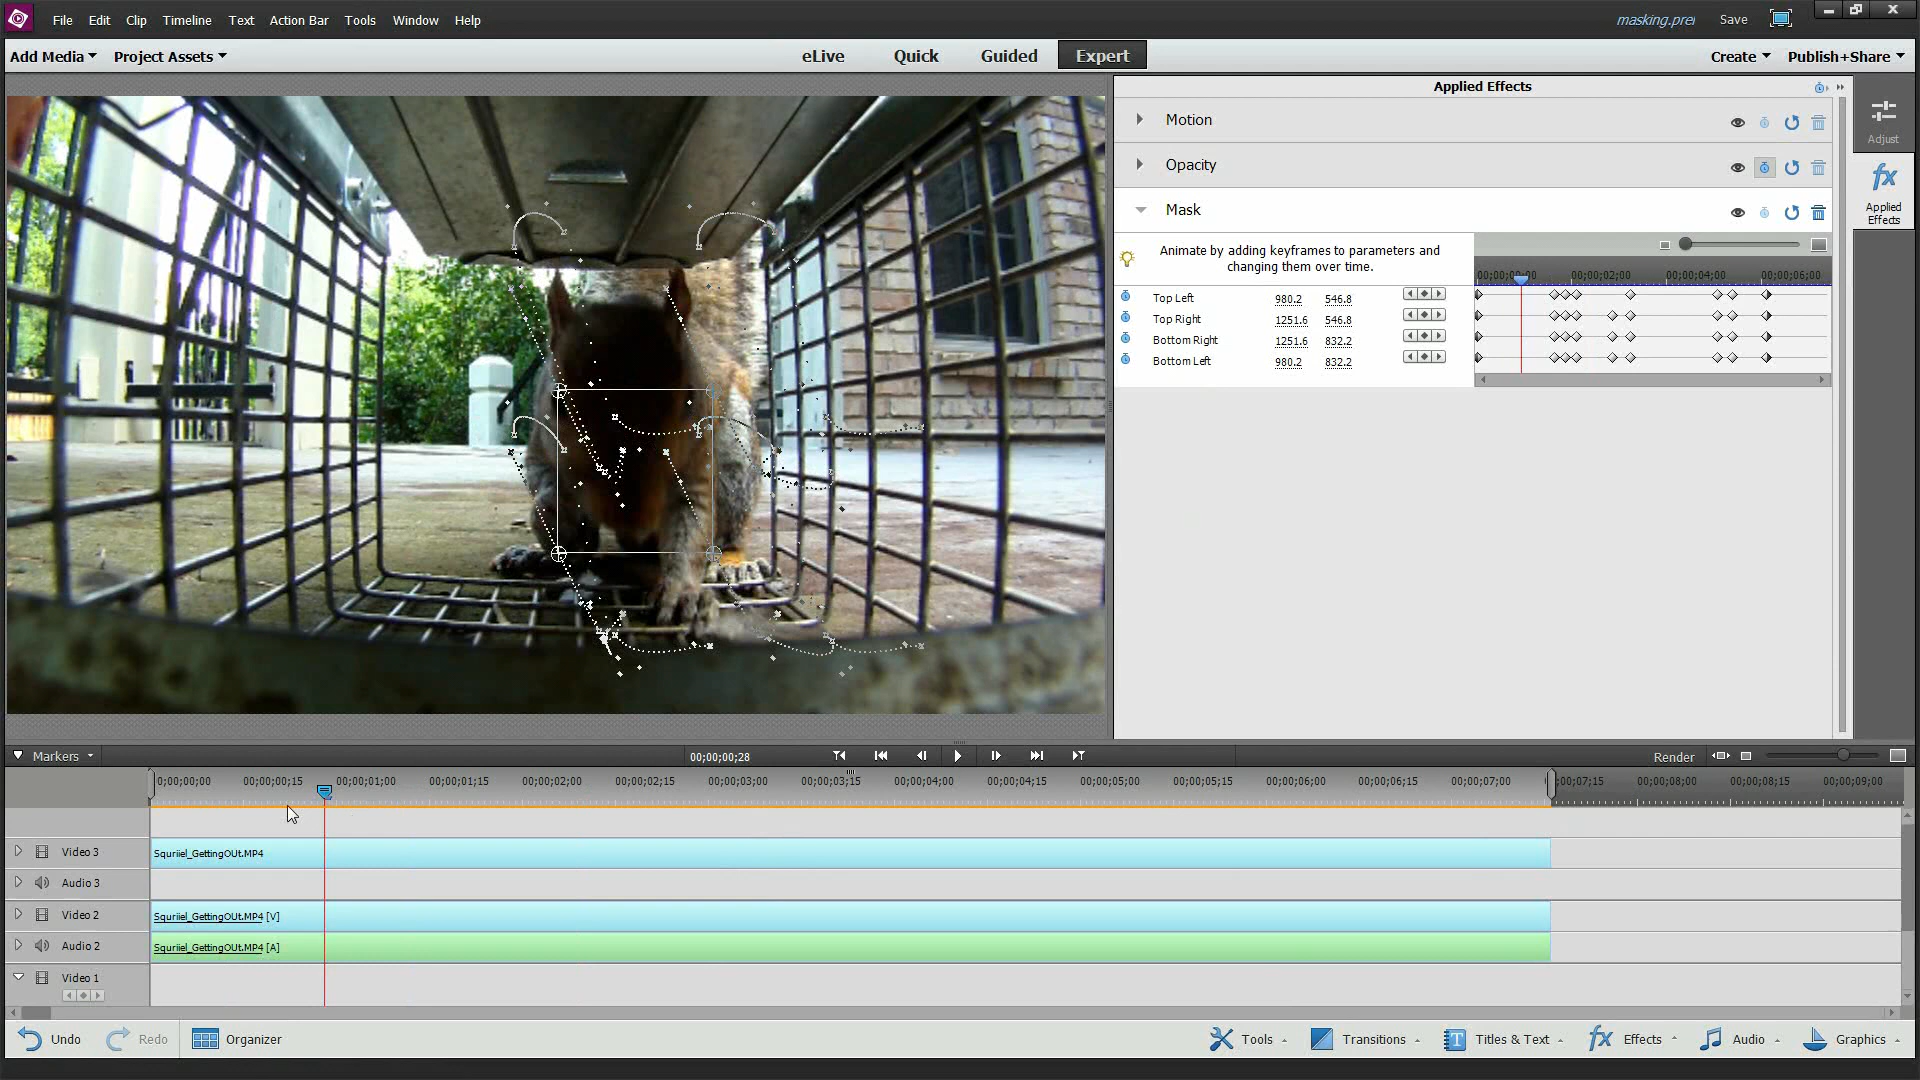 File Edit Clip Timeline Text Action Bar Tools Window Help
masking.prel Save
Add Media Project Assets
eLive Quick Guided Expert
Create Publish+Share
Applied Effects
Motion
Opacity
Mask
Animate by adding keyframes to parameters and
changing them over time.
00;00;02;00 00;00;04;00 00;00;06;00
Top Left 980.2 546.8
Top Right 1251.6 546.8
Bottom Right 1251.6 832.2
Bottom Left 980.2 832.2
Adjust
fx
Applied
Effects
Markers
00;00;00;28
Render
00;00;00;15 00;00;01;00 00;00;01;15 00;00;02;00 00;00;02;15 00;00;03;00 00;00;03;15 00;00;04;00 00;00;04;15 00;00;05;00 00;00;05;15 00;00;06;00 00;00;06;15 00;00;07;00 00;00;08;00 00;00;08;15 00;00;09;00
Video 3
Squriiel_GettingOUt.MP4
Audio 3
Video 2
Squriiel_GettingOUt.MP4 [V]
Audio 2
Squriiel_GettingOUt.MP4 [A]
Video 1
Undo Redo Organizer
Tools Transitions T Titles & Text fx Effects Audio Graphics